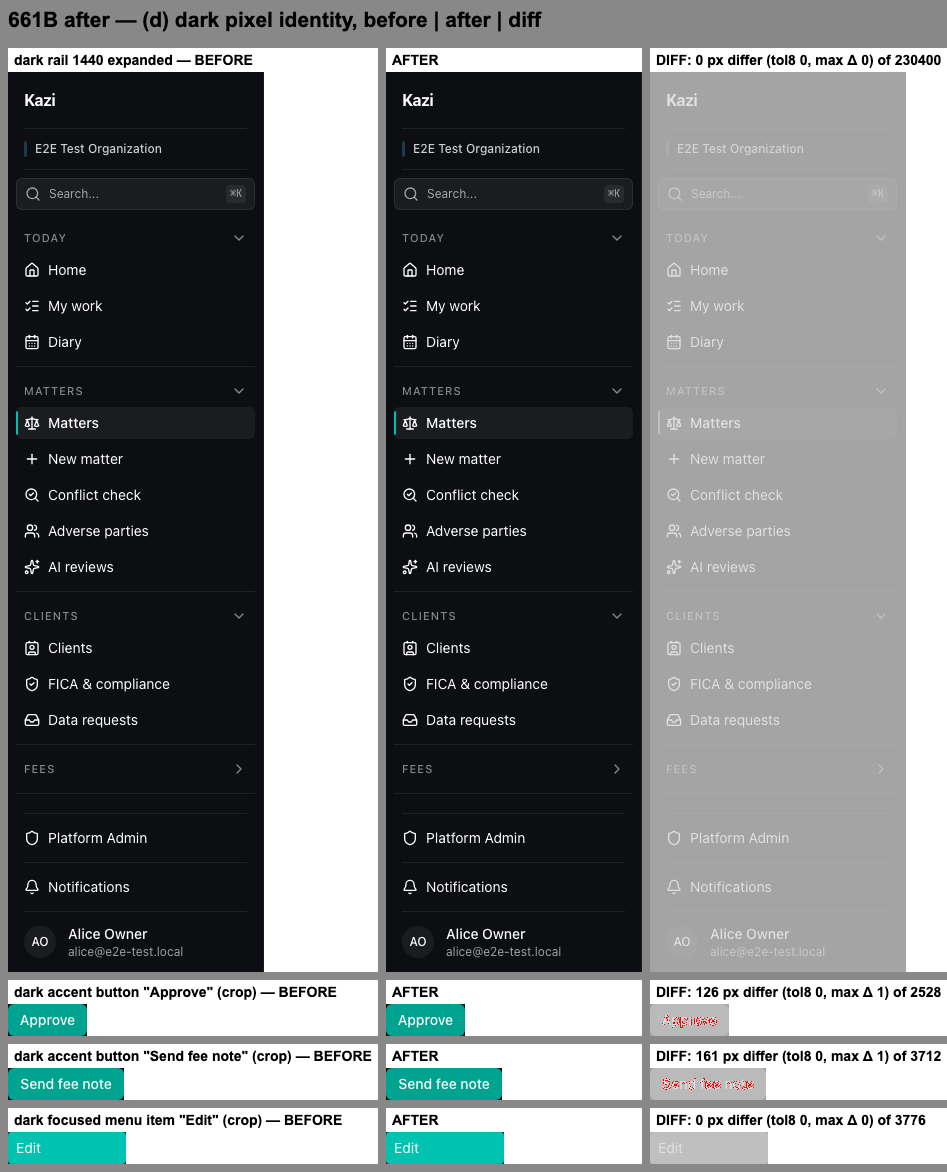 661B after — (d) dark pixel identity, before | after | diff
dark rail 1440 expanded — BEFORE
AFTER
DIFF: 0 px differ (tol8 0, max Δ 0) of 230400
Kazi
Kazi
Kazi
E2E Test Organization
E2E Test Organization
E2E Test Organization
Search... ⌘K
Search... ⌘K
Search... ⌘K
TODAY
TODAY
TODAY
Home
Home
Home
My work
My work
My work
Diary
Diary
Diary
MATTERS
MATTERS
MATTERS
Matters
Matters
Matters
New matter
New matter
New matter
Conflict check
Conflict check
Conflict check
Adverse parties
Adverse parties
Adverse parties
AI reviews
AI reviews
AI reviews
CLIENTS
CLIENTS
CLIENTS
Clients
Clients
Clients
FICA & compliance
FICA & compliance
FICA & compliance
Data requests
Data requests
Data requests
FEES
FEES
FEES
Platform Admin
Platform Admin
Platform Admin
Notifications
Notifications
Notifications
AO Alice Owner
alice@e2e-test.local
AO Alice Owner
alice@e2e-test.local
AO Alice Owner
alice@e2e-test.local
dark accent button "Approve" (crop) — BEFORE
AFTER
DIFF: 126 px differ (tol8 0, max Δ 1) of 2528
Approve
Approve
Approve
dark accent button "Send fee note" (crop) — BEFORE
AFTER
DIFF: 161 px differ (tol8 0, max Δ 1) of 3712
Send fee note
Send fee note
Send fee note
dark focused menu item "Edit" (crop) — BEFORE
AFTER
DIFF: 0 px differ (tol8 0, max Δ 0) of 3776
Edit
Edit
Edit